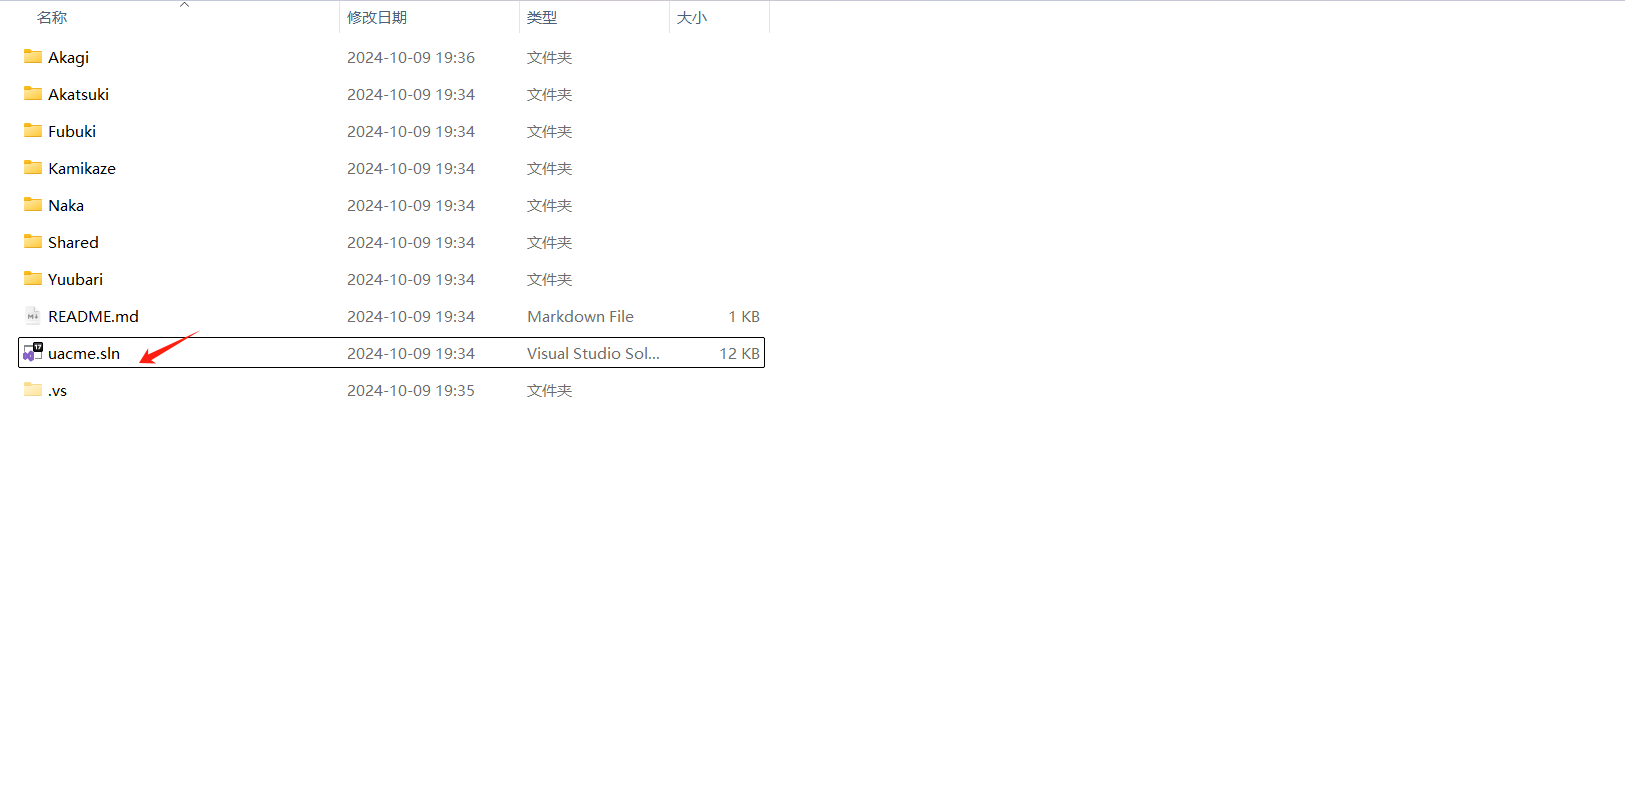 名称 修改日期 类型 大小
Akagi 2024-10-09 19:36 文件夹
Akatsuki 2024-10-09 19:34 文件夹
Fubuki 2024-10-09 19:34 文件夹
Kamikaze 2024-10-09 19:34 文件夹
Naka 2024-10-09 19:34 文件夹
Shared 2024-10-09 19:34 文件夹
Yuubari 2024-10-09 19:34 文件夹
README.md 2024-10-09 19:34 Markdown File 1 KB
uacme.sln 2024-10-09 19:34 Visual Studio Sol... 12 KB
.vs 2024-10-09 19:35 文件夹